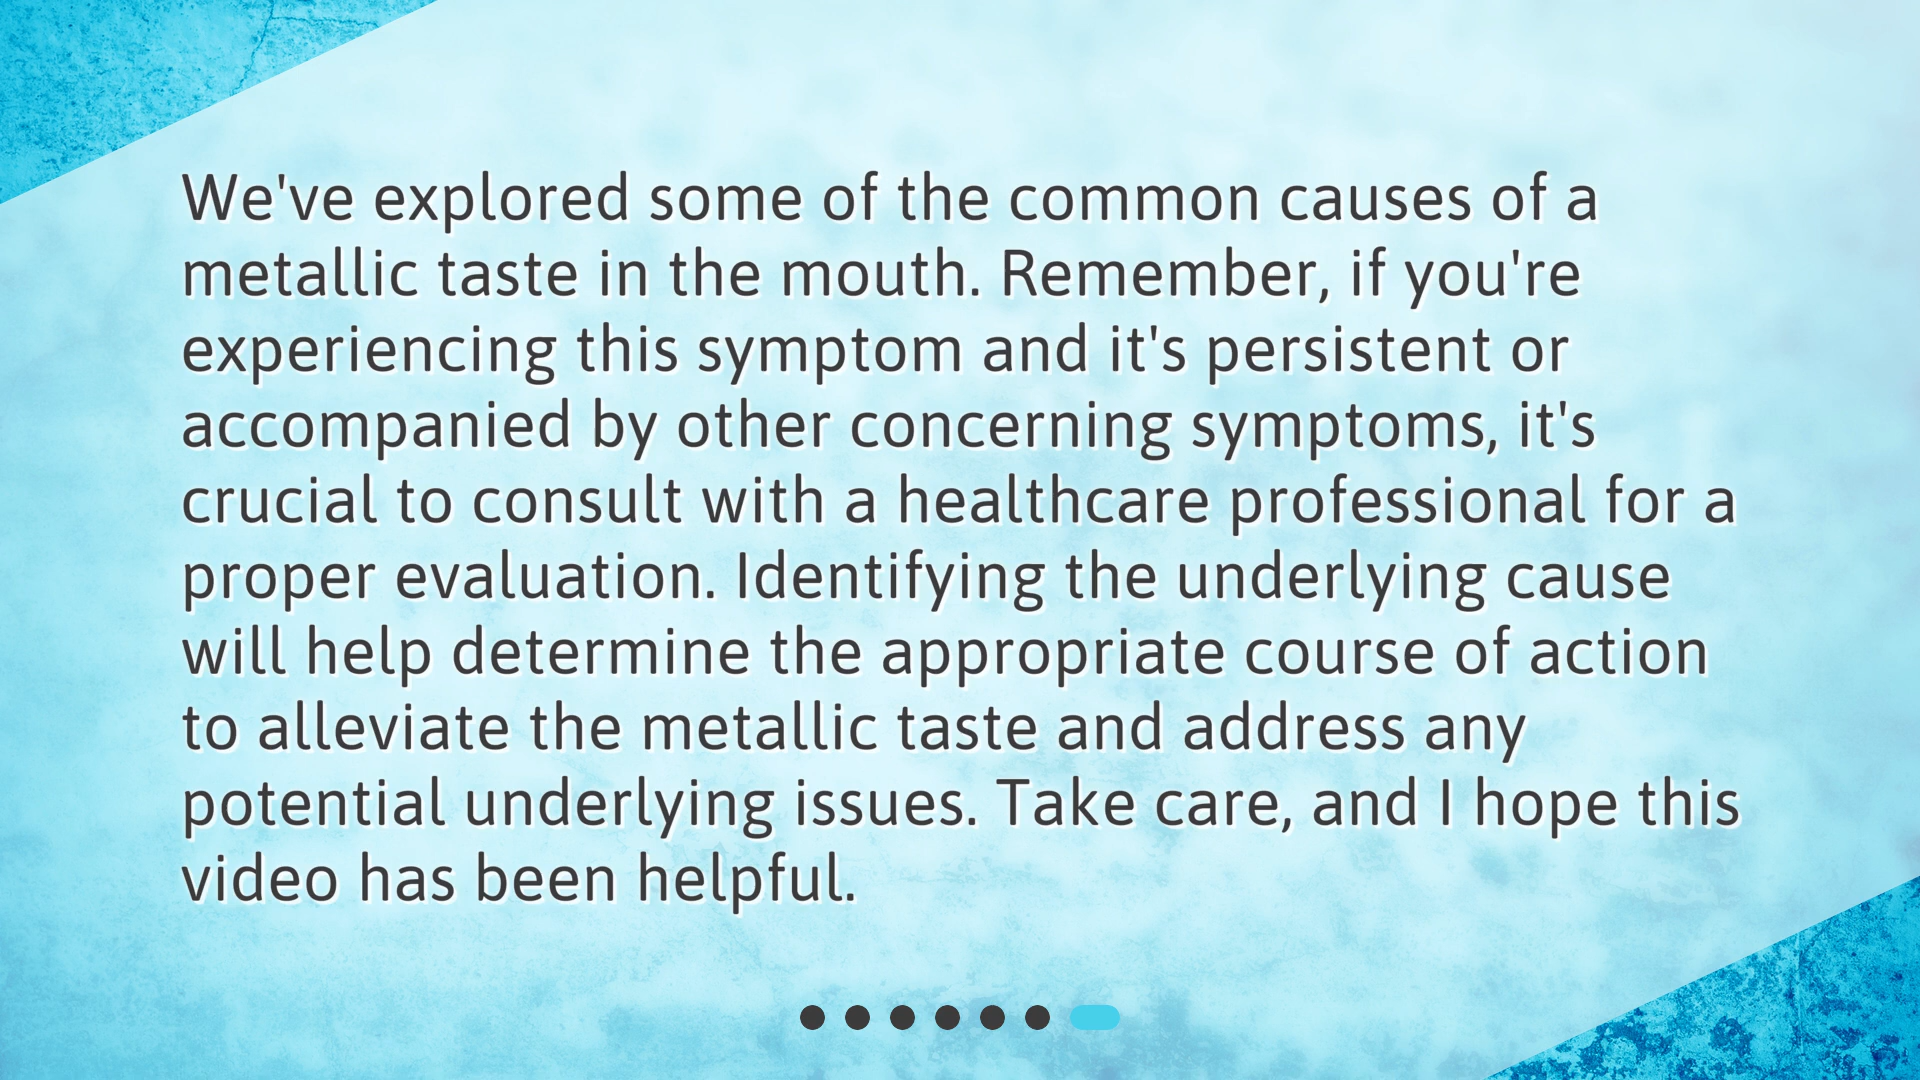 We've explored some of the common causes of a
metallic taste in the mouth. Remember, if you're
experiencing this symptom and it's persistent or
accompanied by other concerning symptoms, it's
crucial to consult with a healthcare professional for a
proper evaluation. Identifying the underlying cause
will help determine the appropriate course of action
to alleviate the metallic taste and address any
potential underlying issues. Take care, and I hope this
video has been helpful.